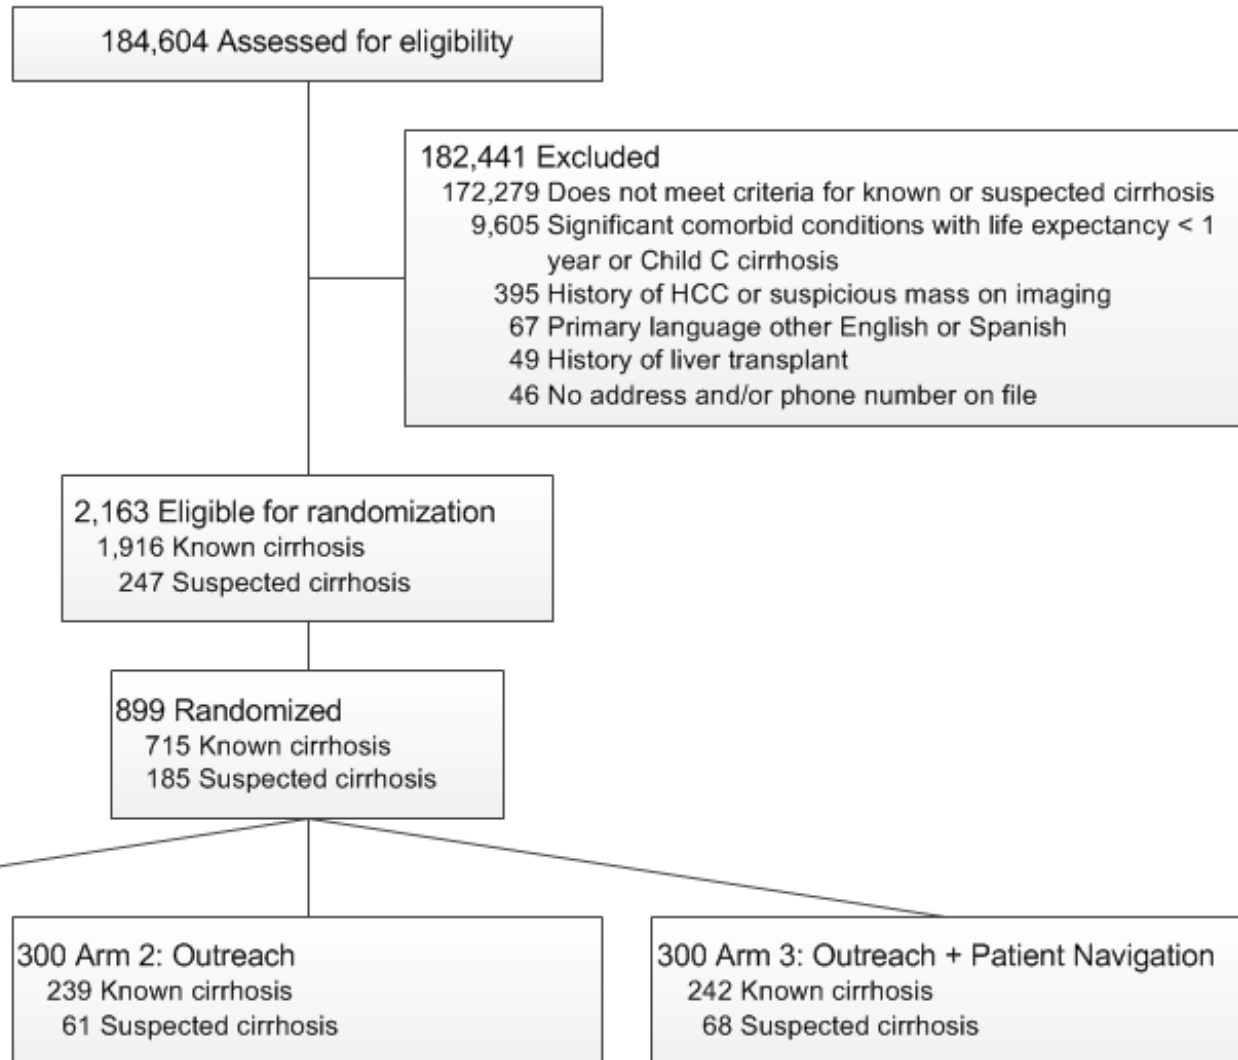 184,604 Assessed for eligibility
182,441 Excluded
172,279 Does not meet criteria for known or suspected cirrhosis
9,605 Significant comorbid conditions with life expectancy < 1
year or Child C cirrhosis
395 History of HCC or suspicious mass on imaging
67 Primary language other English or Spanish
49 History of liver transplant
46 No address and/or phone number on file
2,163 Eligible for randomization
1,916 Known cirrhosis
247 Suspected cirrhosis
899 Randomized
715 Known cirrhosis
185 Suspected cirrhosis
300 Arm 2: Outreach
239 Known cirrhosis
61 Suspected cirrhosis
300 Arm 3: Outreach + Patient Navigation
242 Known cirrhosis
68 Suspected cirrhosis